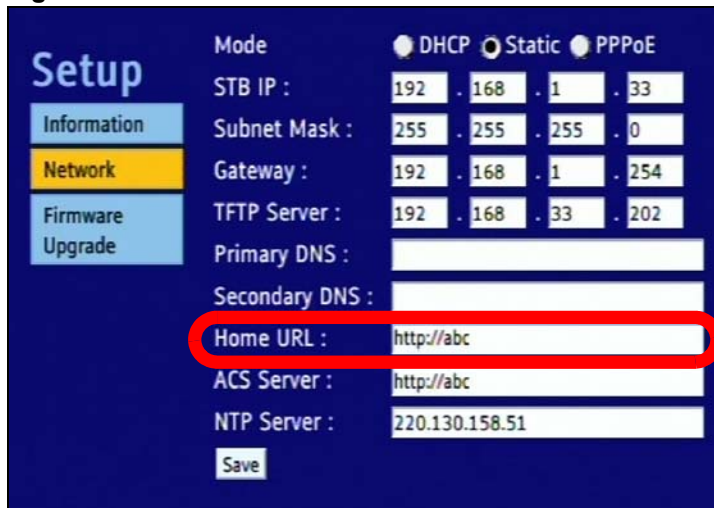 Setup
Information
Network
Firmware
Upgrade
Mode DHCP Static PPPoE
STB IP : 192 . 168 . 1 . 33
Subnet Mask : 255 . 255 . 255 . 0
Gateway : 192 . 168 . 1 . 254
TFTP Server : 192 . 168 . 33 . 202
Primary DNS :
Secondary DNS :
Home URL : http://abc
ACS Server : http://abc
NTP Server : 220.130.158.51
Save